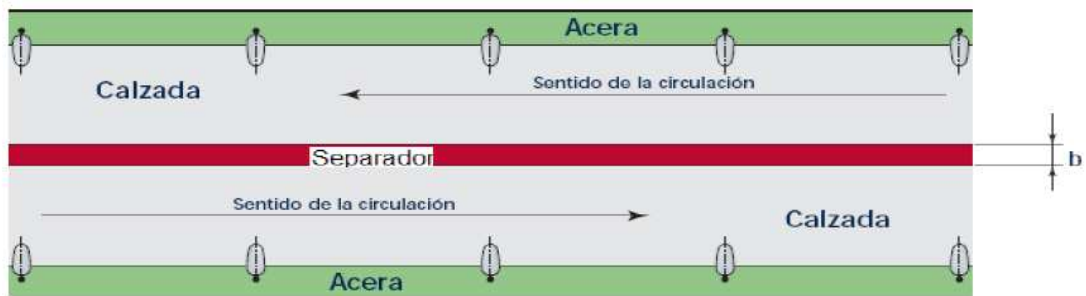 Acera
Calzada
Sentido de la circulación
Separador
b
Sentido de la circulación
Calzada
Acera